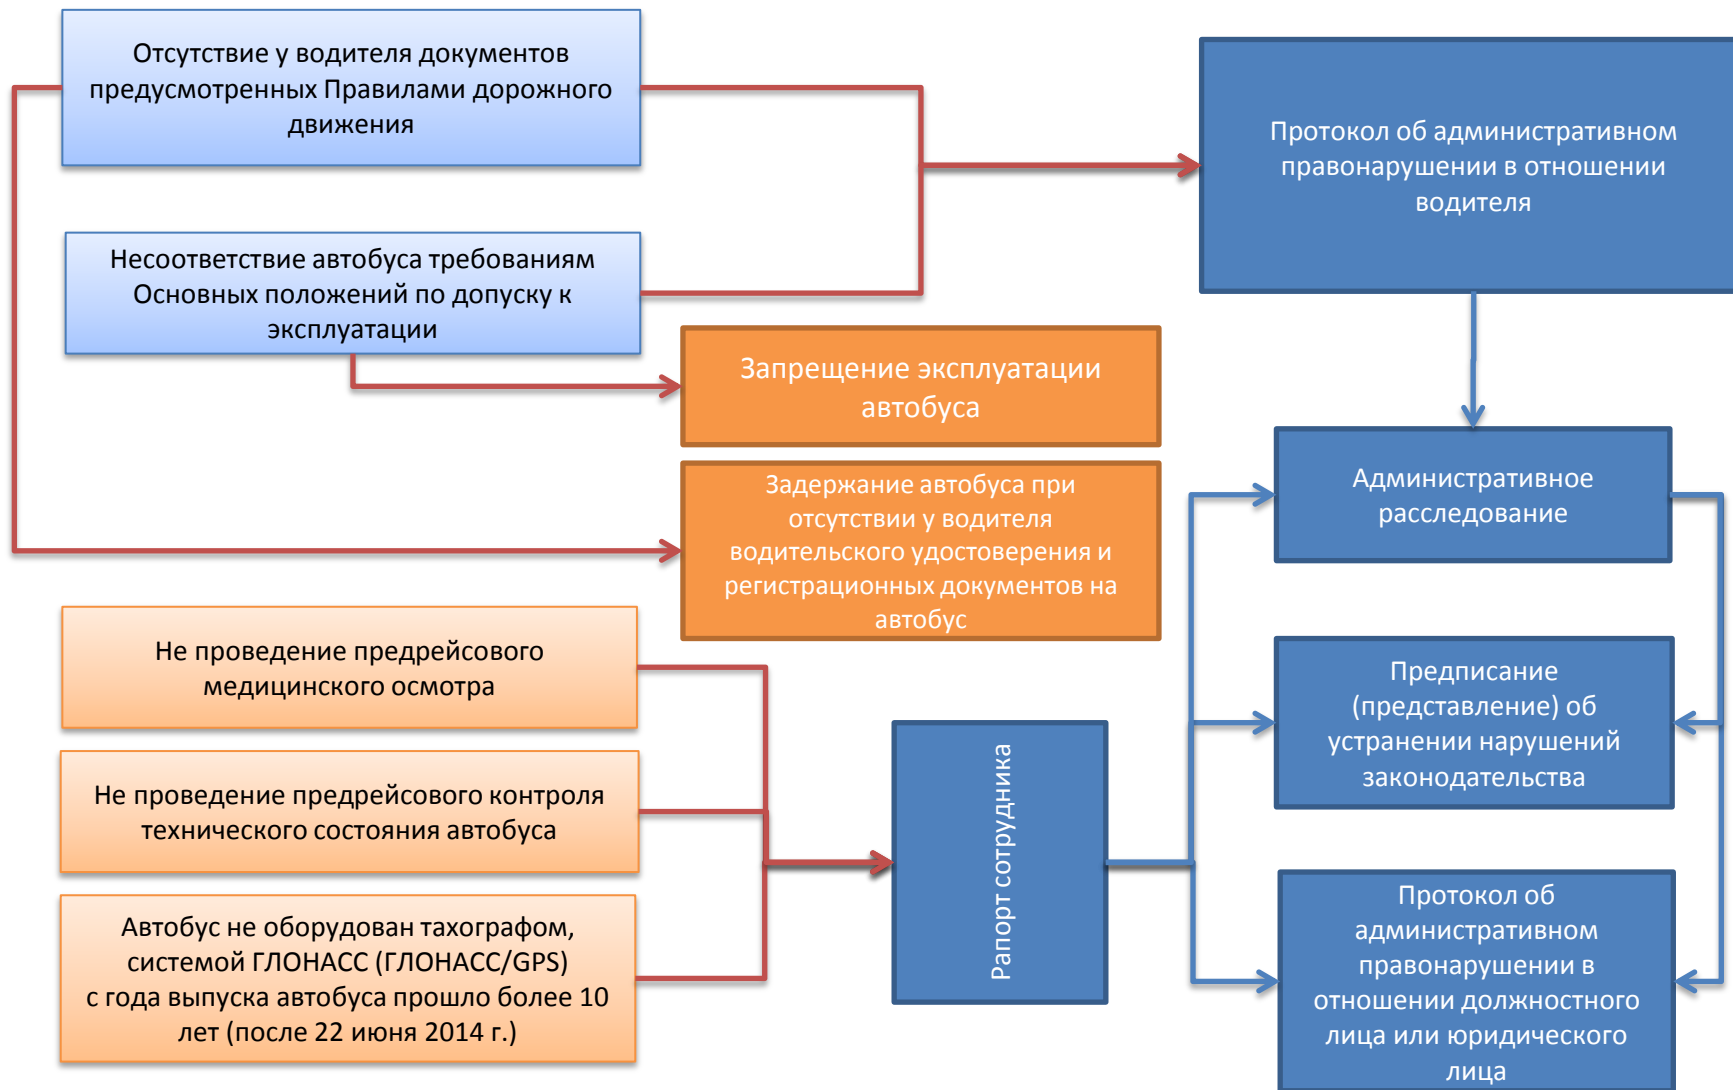 Отсутствие у водителя документов
предусмотренных Правилами дорожного
движения
Протокол об административном
правонарушении в отношении
водителя
Несоответствие автобуса требованиям
Основных положений по допуску к
эксплуатации
Запрещение эксплуатации
автобуса
Задержание автобуса при
отсутствии у водителя
водительского удостоверения и
регистрационных документов на
автобус
Административное
расследование
Не проведение предрейсового
медицинского осмотра
Предписание
(представление) об
устранении нарушений
законодательства
Не проведение предрейсового контроля
технического состояния автобуса
Рапорт сотрудника
Автобус не оборудован тахографом,
системой ГЛОНАСС (ГЛОНАСС/GPS)
с года выпуска автобуса прошло более 10
лет (после 22 июня 2014 г.)
Протокол об
административном
правонарушении в
отношении должностного
лица или юридического
лица